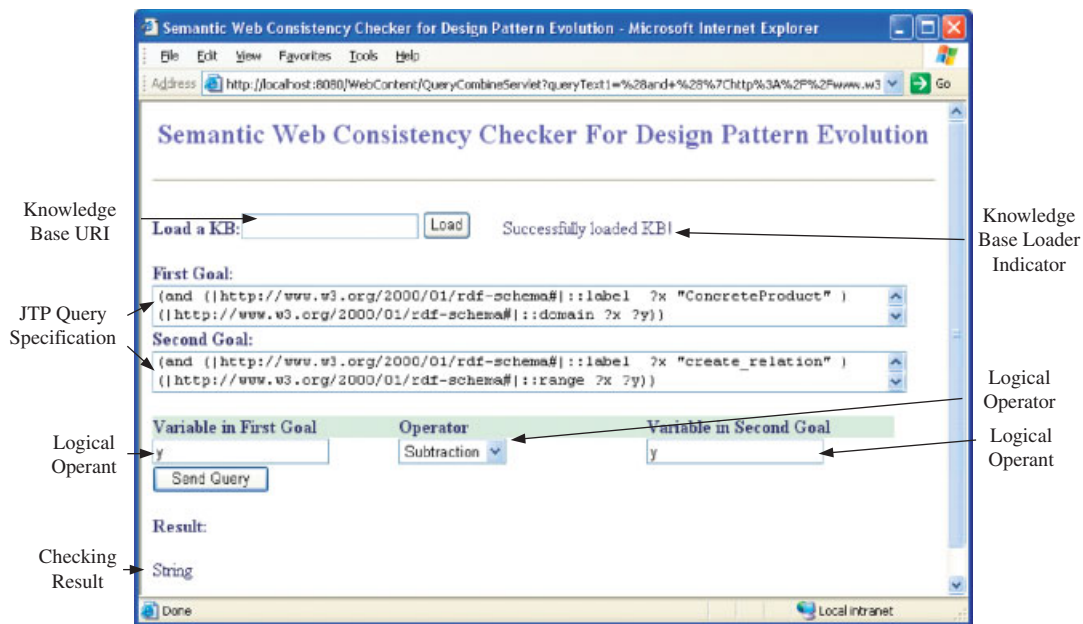 Semantic Web Consistency Checker for Design Pattern Evolution - Microsoft Internet Explorer
File Edit View Favorites Tools Help
Address http://localhost:8080/WebContent/QueryCombineServlet?queryText1=%28and+%28%7Chttp%3A%2F%2Fwww.w3 Go
Semantic Web Consistency Checker For Design Pattern Evolution
Knowledge
Base URI
Load a KB: Load Successfully loaded KB!
Knowledge
Base Loader
Indicator
First Goal:
(and (|http://www.w3.org/2000/01/rdf-schema#|::label ?x "ConcreteProduct" )
(|http://www.w3.org/2000/01/rdf-schema#|::domain ?x ?y))
JTP Query
Specification
Second Goal:
(and (|http://www.w3.org/2000/01/rdf-schema#|::label ?x "create_relation" )
(|http://www.w3.org/2000/01/rdf-schema#|::range ?x ?y))
Logical
Operator
Variable in First Goal Operator Variable in Second Goal
Logical
Operant
y Subtraction y
Logical
Operant
Send Query
Result:
Checking
Result
String
Done Local intranet